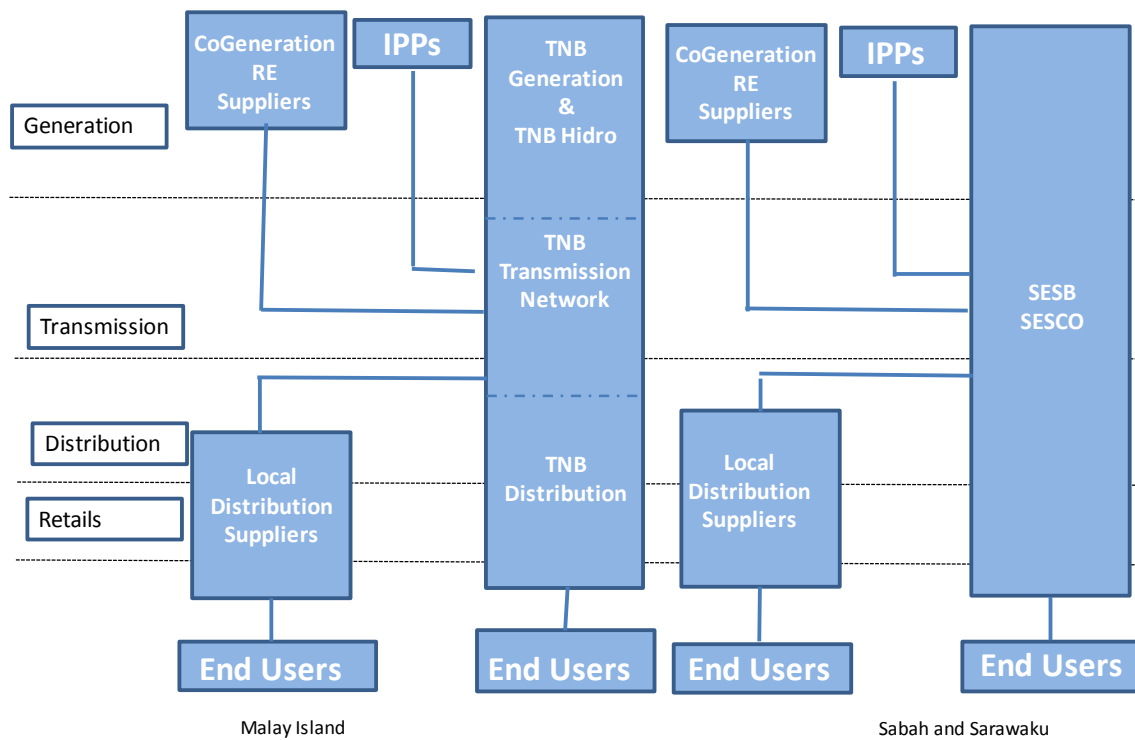 CoGeneration
RE
Suppliers
IPPs
TNB
Generation
&
TNB Hidro
CoGeneration
RE
Suppliers
IPPs
Generation
TNB
Transmission
Network
SESB
SESCO
Transmission
Distribution
Local
Distribution
Suppliers
TNB
Distribution
Local
Distribution
Suppliers
Retails
End Users
End Users
End Users
End Users
Malay Island
Sabah and Sarawaku